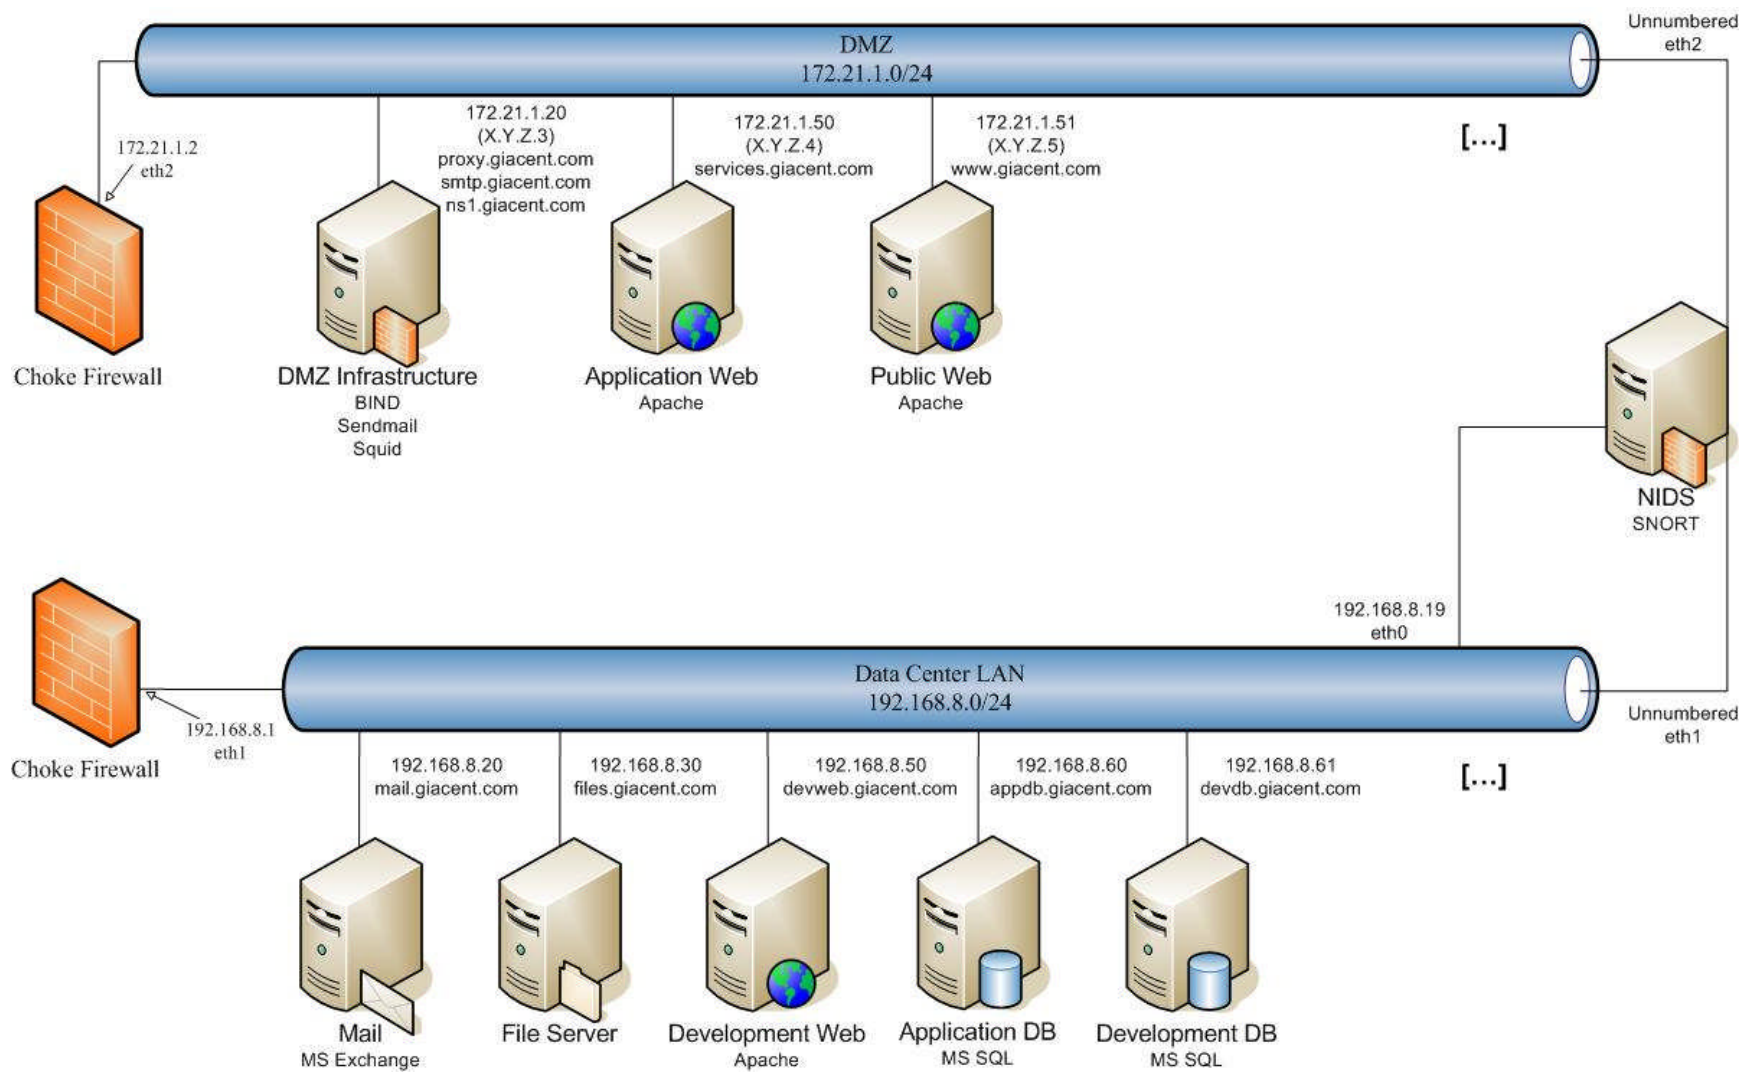 DMZ
172.21.1.0/24
Unnumbered
eth2
172.21.1.2
eth2
172.21.1.20
(X.Y.Z.3)
proxy.giacent.com
smtp.giacent.com
ns1.giacent.com
172.21.1.50
(X.Y.Z.4)
services.giacent.com
172.21.1.51
(X.Y.Z.5)
www.giacent.com
[...]
Choke Firewall
DMZ Infrastructure
BIND
Sendmail
Squid
Application Web
Apache
Public Web
Apache
NIDS
SNORT
192.168.8.19
eth0
Data Center LAN
192.168.8.0/24
Unnumbered
eth1
192.168.8.1
eth1
Choke Firewall
192.168.8.20
mail.giacent.com
192.168.8.30
files.giacent.com
192.168.8.50
devweb.giacent.com
192.168.8.60
appdb.giacent.com
192.168.8.61
devdb.giacent.com
[...]
Mail
MS Exchange
File Server
Development Web
Apache
Application DB
MS SQL
Development DB
MS SQL